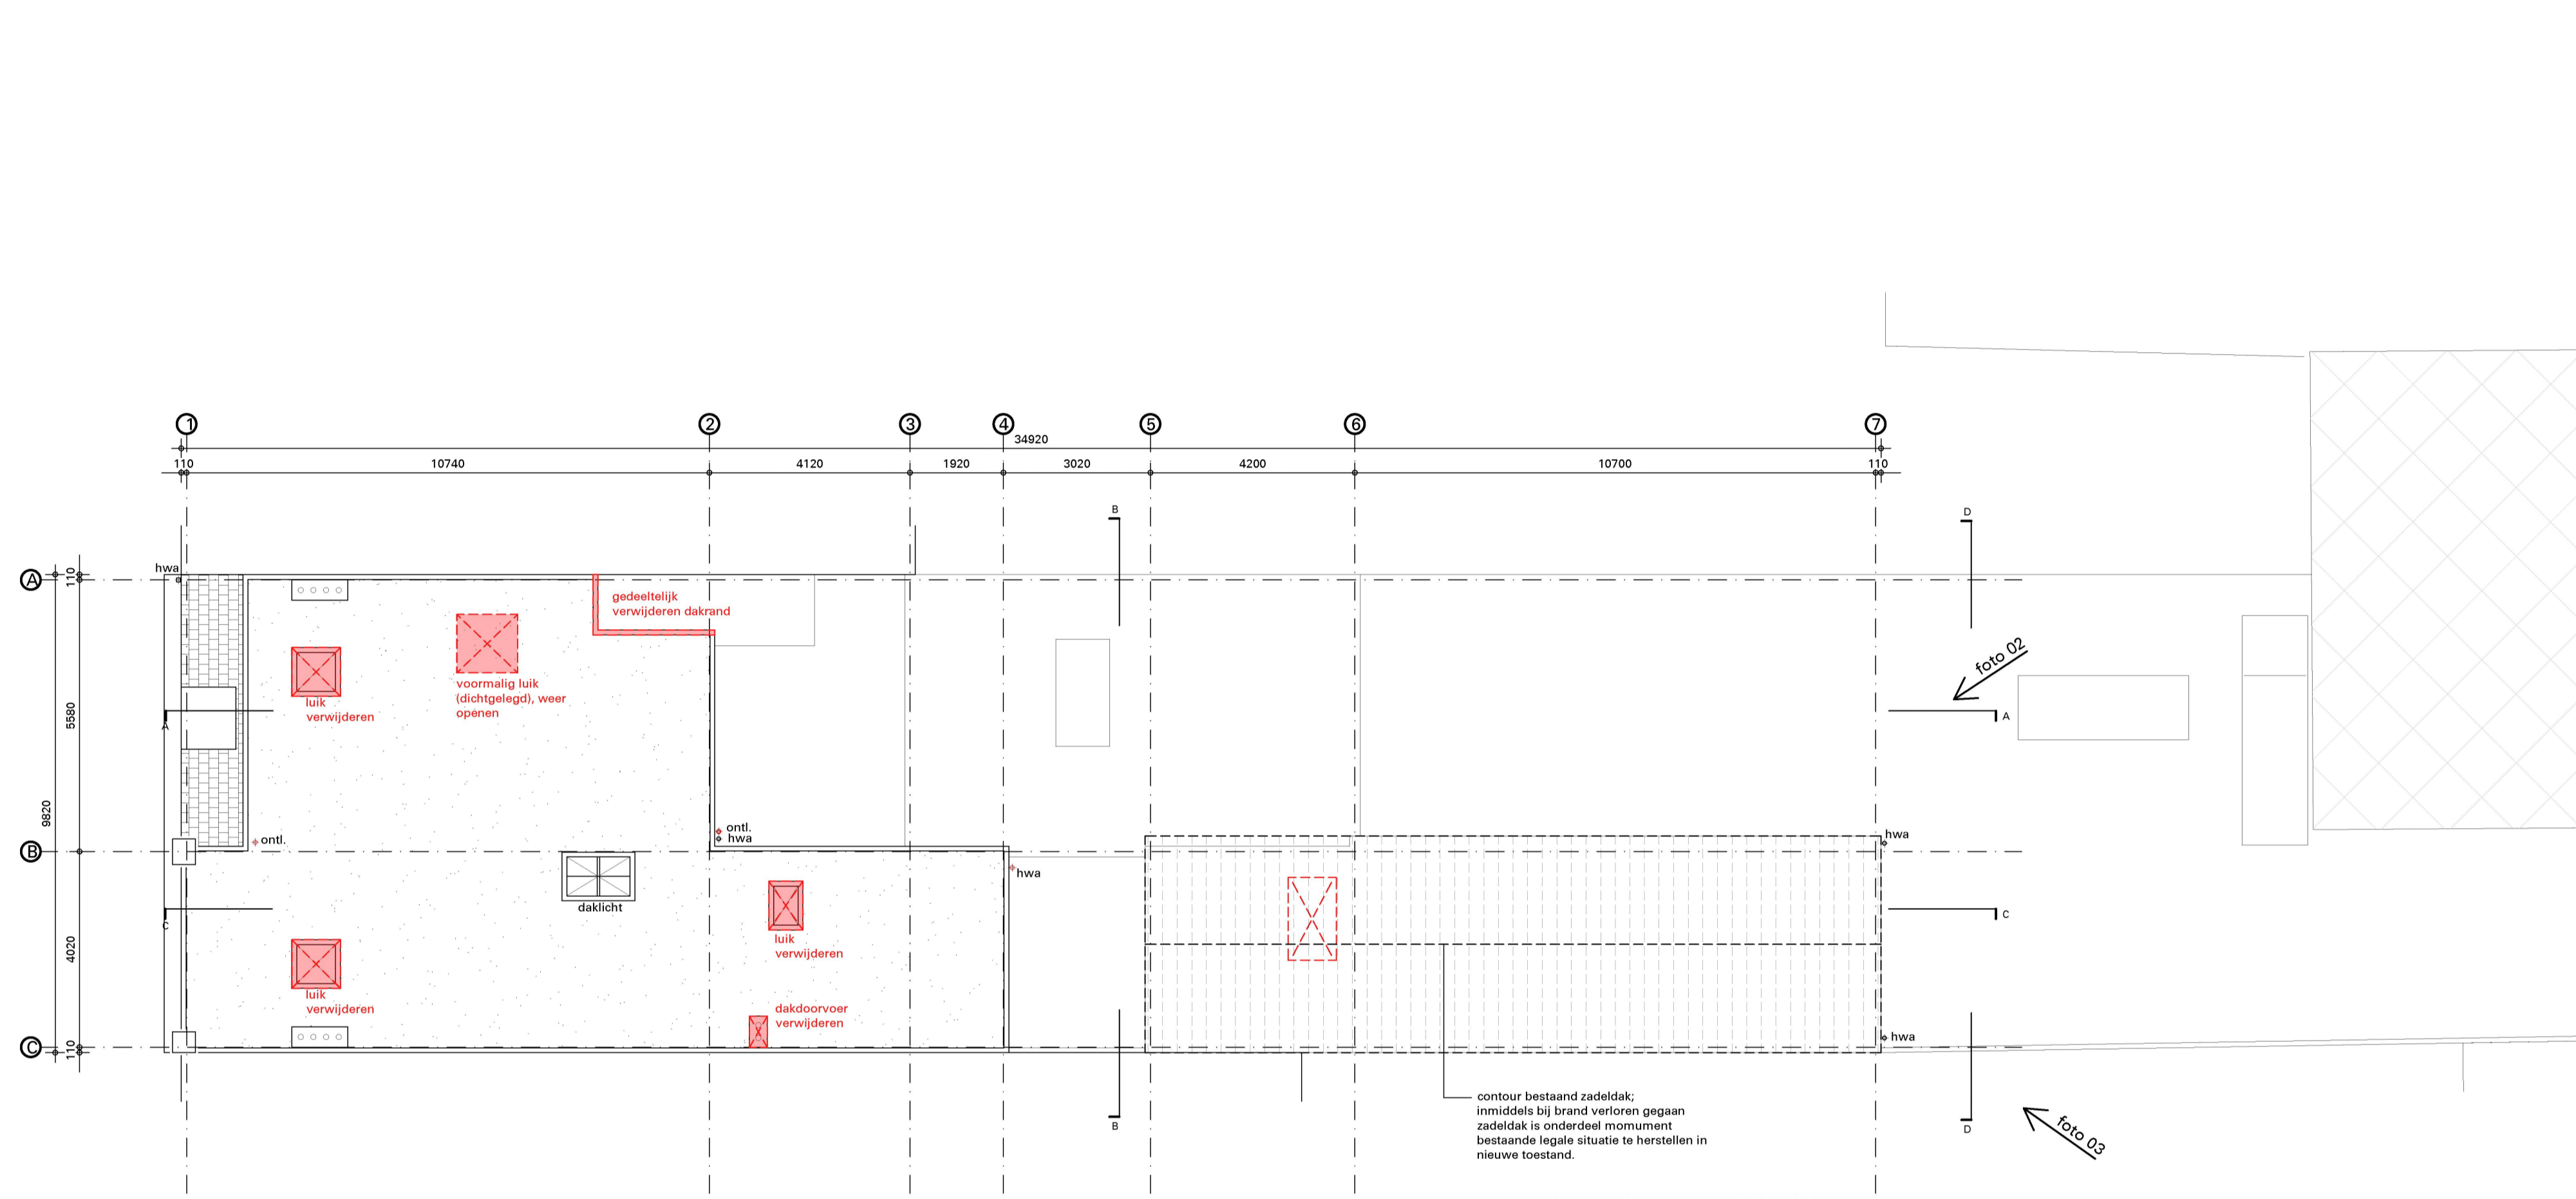 1
2
3
4
5
6
7
34920
110
10740
4120
1920
3020
4200
10700
110
B
D
hwa
A
110
gedeeltelijk
verwijderen dakrand
foto 02
voormalig luik
(dichtgelegd), weer
openen
luik
verwijderen
5580
A
A
9820
ontl.
hwa
hwa
ontl.
B
hwa
daklicht
C
C
luik
verwijderen
4020
luik
verwijderen
dakdoorvoer
verwijderen
hwa
C
110
contour bestaand zadeldak;
inmiddels bij brand verloren gegaan
zadeldak is onderdeel momument
bestaande legale situatie te herstellen in
nieuwe toestand.
B
D
foto 03